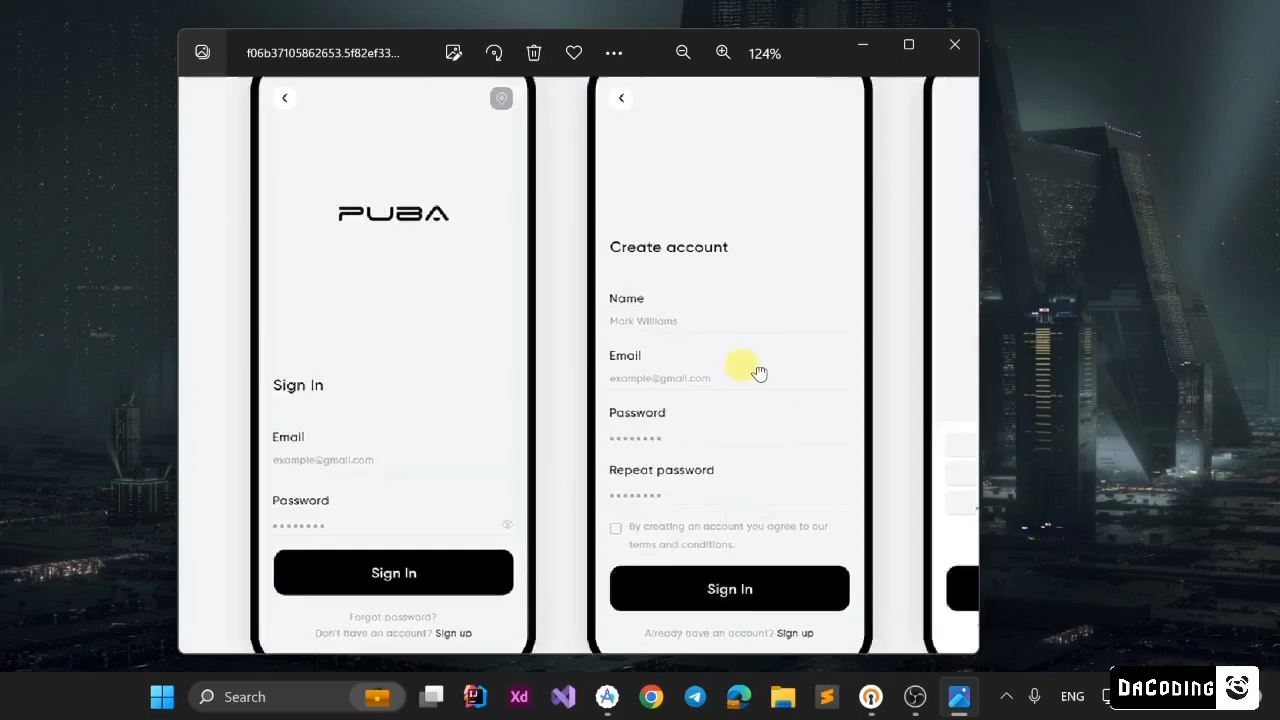 f06b37105862653.5f82ef33...
124%
PUBA
Sign In
Email
example@gmail.com
Password
Sign In
Forgot password?
Don't have an account? Sign up
Create account
Name
Mark Williams
Email
example@gmail.com
Password
Repeat password
By creating an account you agree to our
terms and conditions.
Sign In
Already have an account? Sign up
Search
Xd
ENG
DACODING